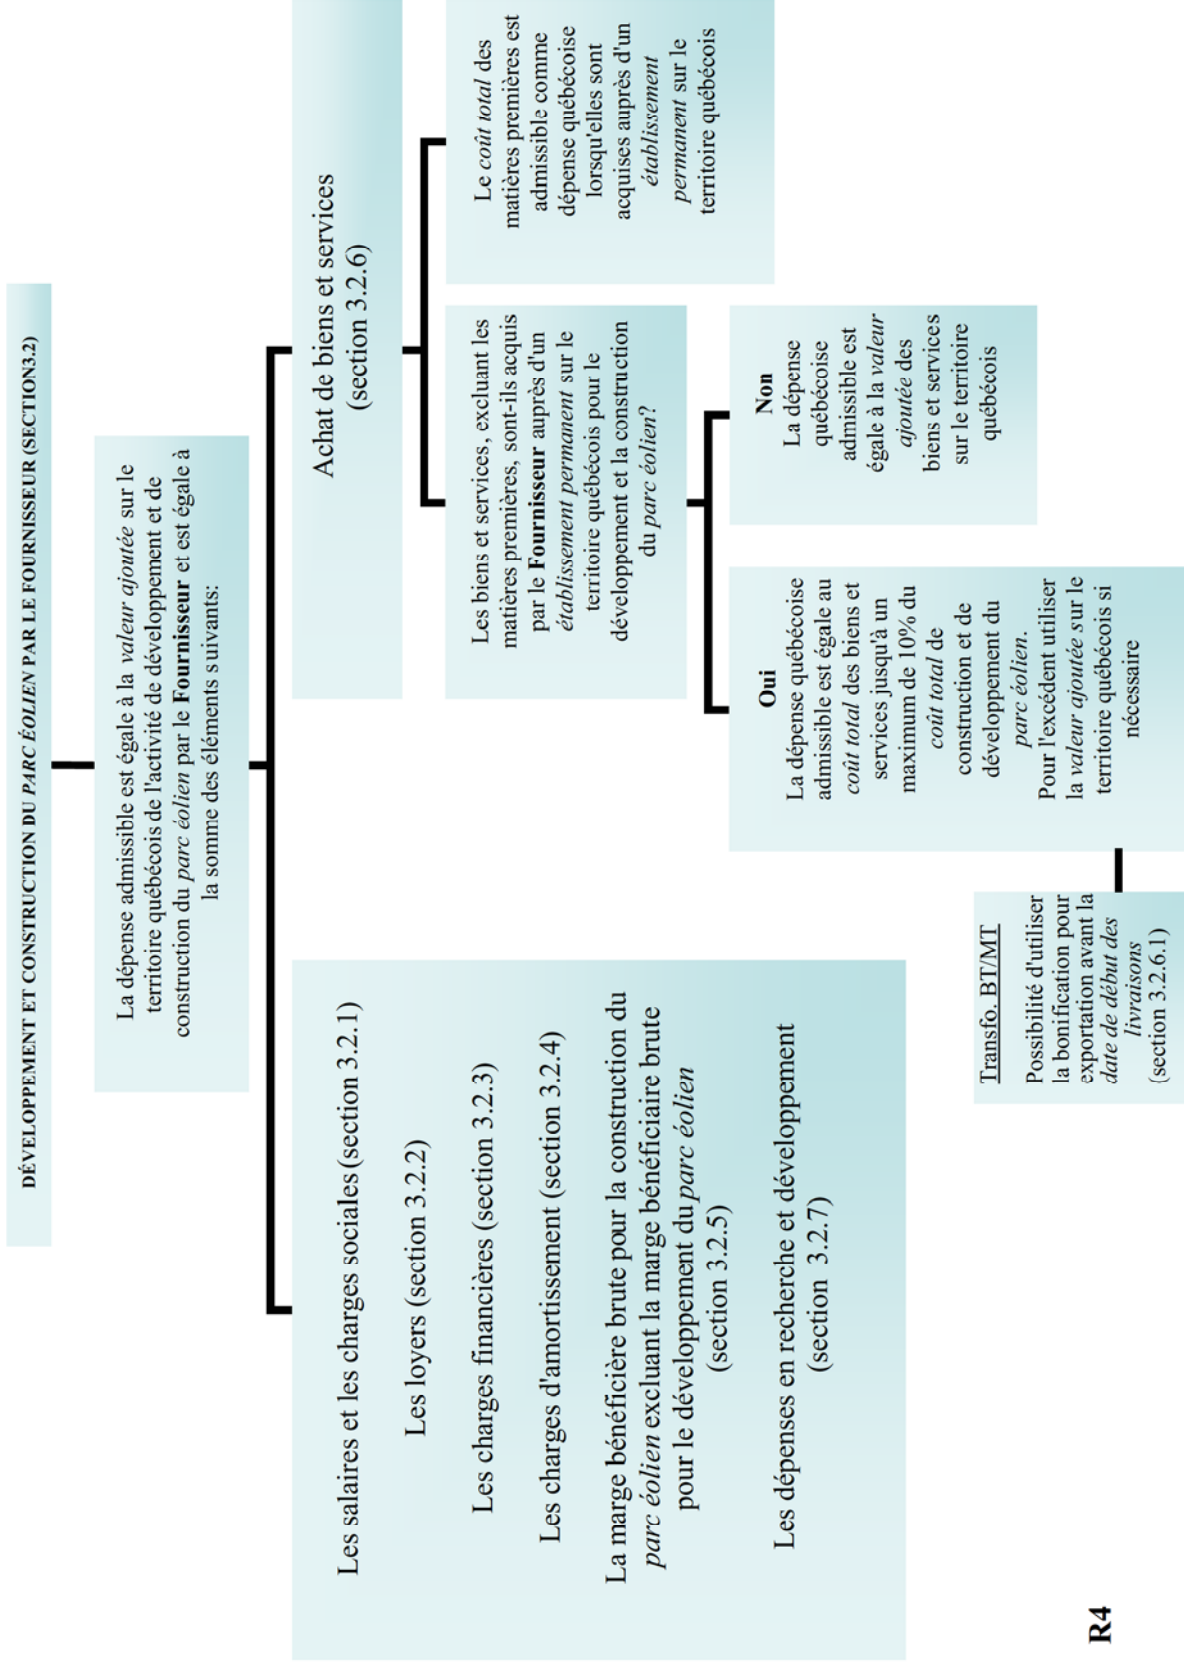 DÉVELOPPEMENT ET CONSTRUCTION DU PARC ÉOLIEN PAR LE FOURNISSEUR (SECTION3.2)
La dépense admissible est égale à la valeur ajoutée sur le
territoire québécois de l'activité de développement et de
construction du parc éolien par le Fournisseur et est égale à
la somme des éléments suivants:
Les salaires et les charges sociales (section 3.2.1)
Les loyers (section 3.2.2)
Les charges financières (section 3.2.3)
Les charges d'amortissement (section 3.2.4)
La marge bénéficière brute pour la construction du
parc éolien excluant la marge bénéficiaire brute
pour le développement du parc éolien
(section 3.2.5)
Les dépenses en recherche et développement
(section 3.2.7)
Achat de biens et services
(section 3.2.6)
Les biens et services, excluant les
matières premières, sont-ils acquis
par le Fournisseur auprès d'un
établissement permanent sur le
territoire québécois pour le
développement et la construction
du parc éolien?
Le coût total des
matières premières est
admissible comme
dépense québécoise
lorsqu'elles sont
acquises auprès d'un
établissement
permanent sur le
territoire québécois
Oui
La dépense québécoise
admissible est égale au
coût total des biens et
services jusqu'à un
maximum de 10% du
coût total de
construction et de
développement du
parc éolien.
Pour l'excédent utiliser
la valeur ajoutée sur le
territoire québécois si
nécessaire
Non
La dépense
québécoise
admissible est
égale à la valeur
ajoutée des
biens et services
sur le territoire
québécois
Transfo. BT/MT
Possibilité d'utiliser
la bonification pour
exportation avant la
date de début des
livraisons
(section 3.2.6.1)
R4